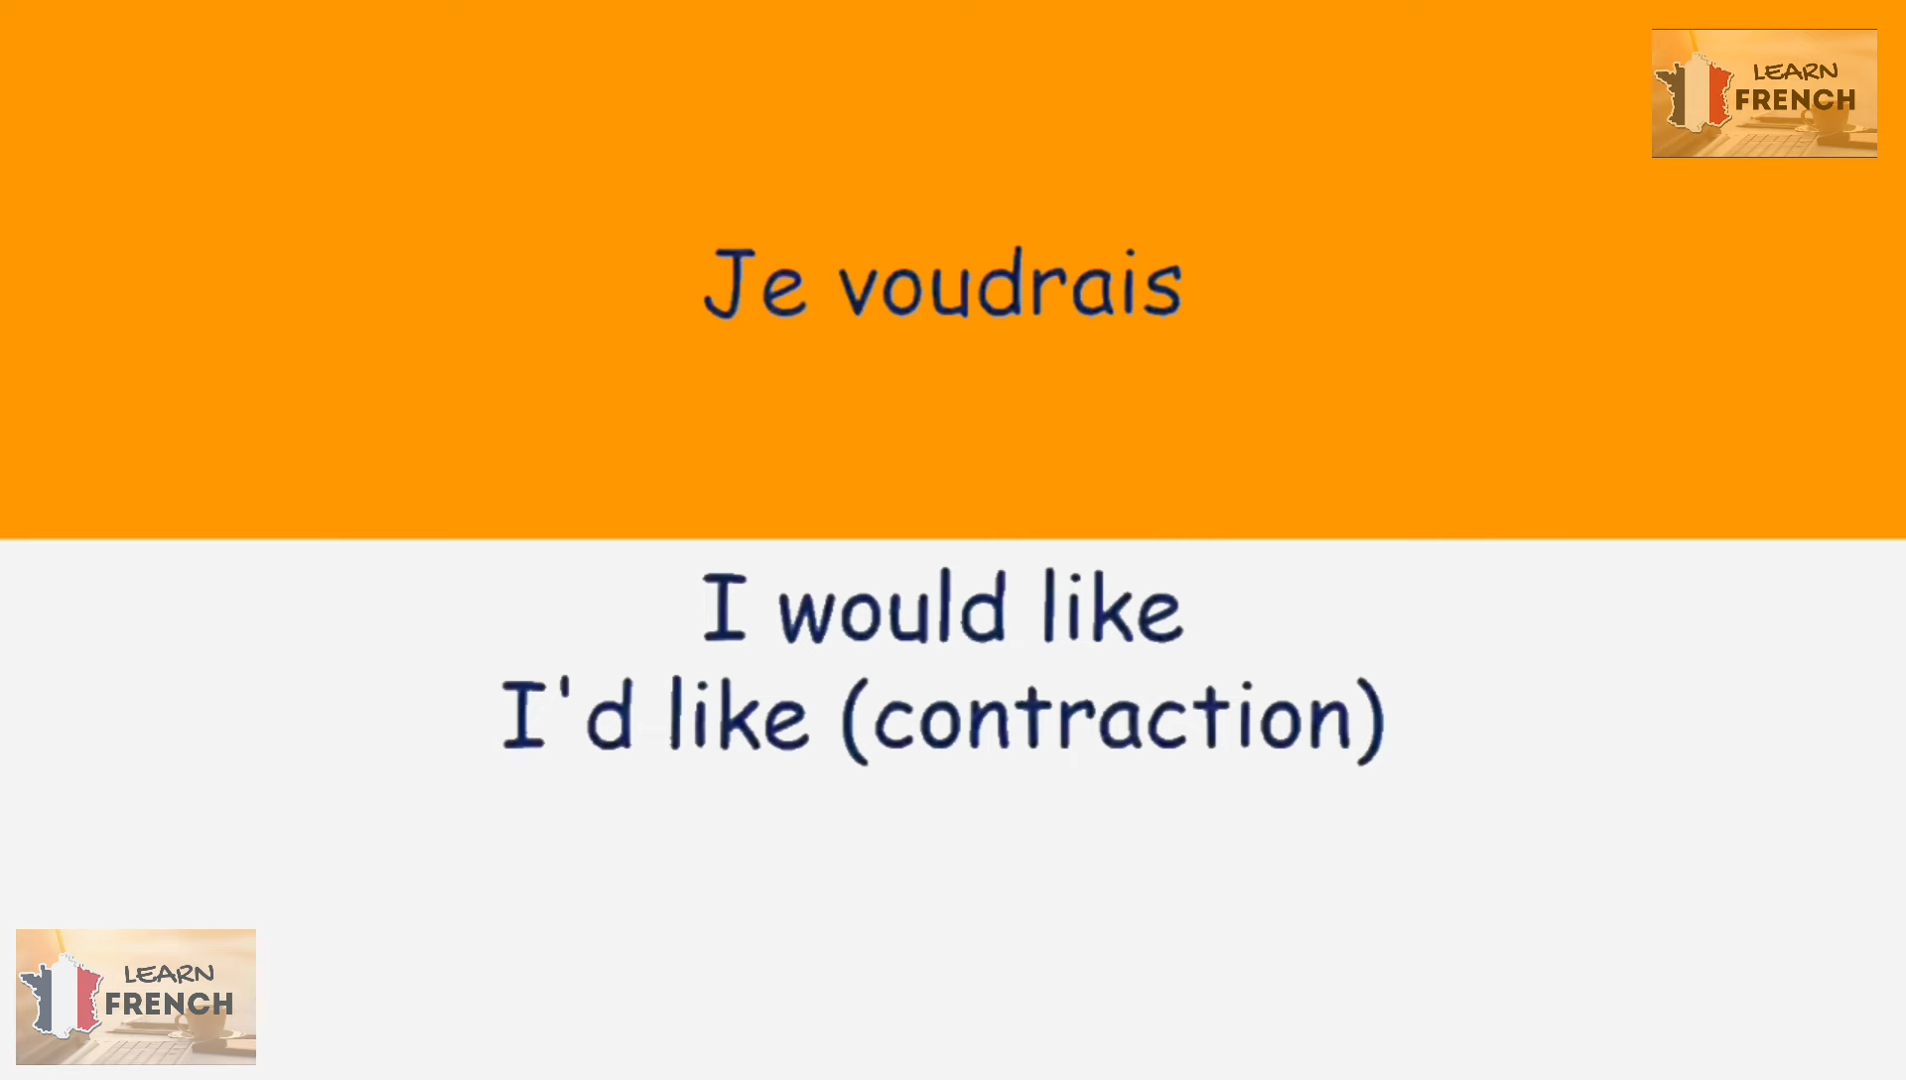 LEARN
FRENCH
Je voudrais
I would like
I'd like (contraction)
LEARN
FRENCH